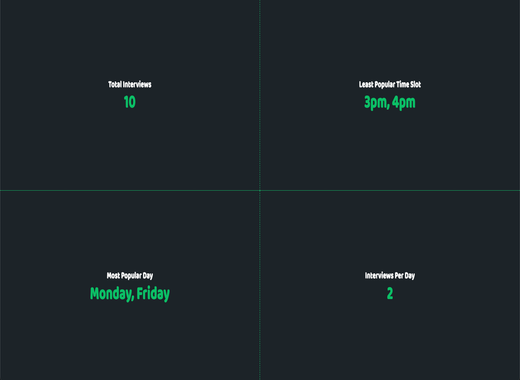 Total Interviews
10
Least Popular Time Slot
3pm, 4pm
Most Popular Day
Monday, Friday
Interviews Per Day
2